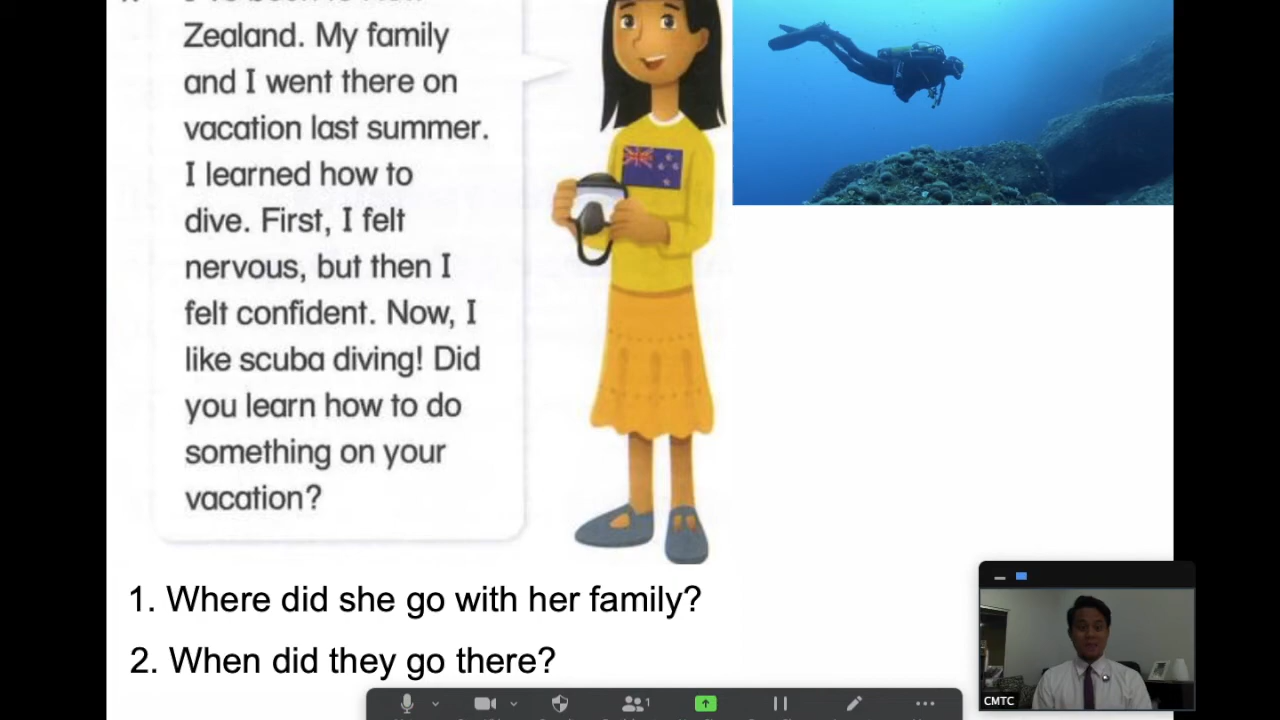 Zealand. My family
and I went there on
vacation last summer.
I learned how to
dive. First, I felt
nervous, but then I
felt confident. Now, I
like scuba diving! Did
you learn how to do
something on your
vacation?
1. Where did she go with her family?
2. When did they go there?
1
CMTC